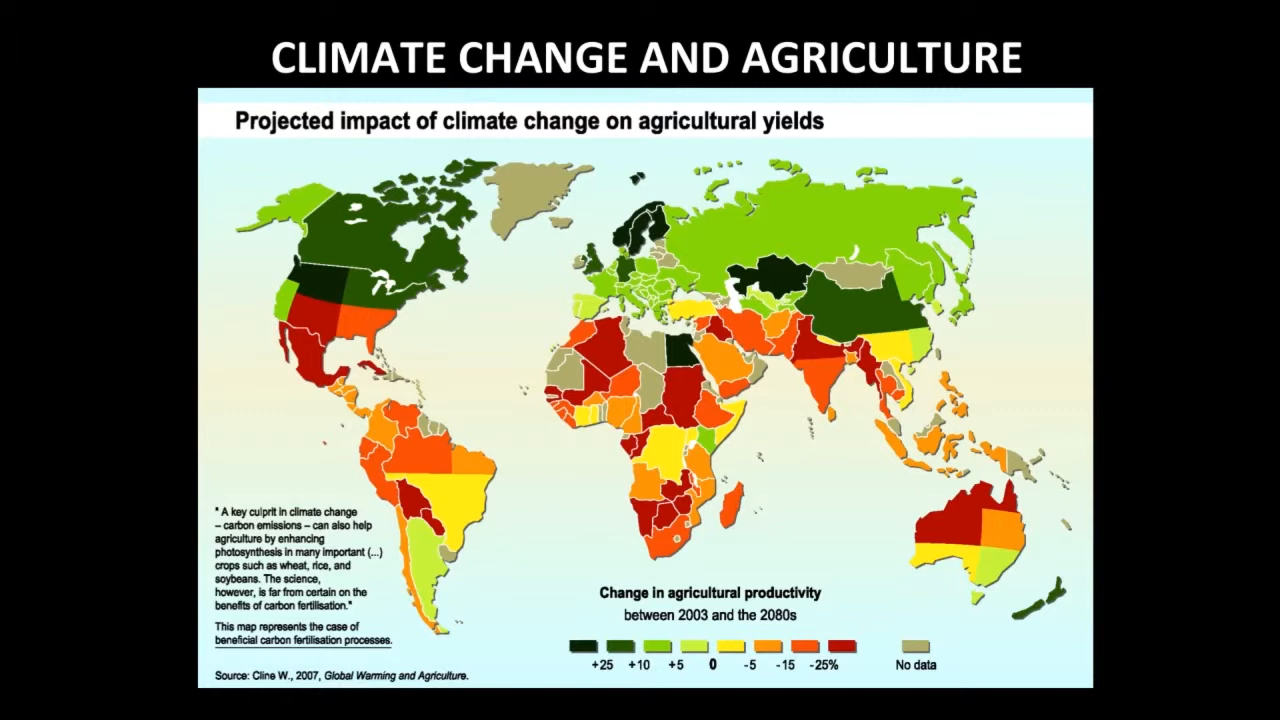 CLIMATE CHANGE AND AGRICULTURE
Projected impact of climate change on agricultural yields
" A key culprit in climate change
– carbon emissions – can also help
agriculture by enhancing
photosynthesis in many important (...)
crops such as wheat, rice, and
soybeans. The science,
however, is far from certain on the
benefits of carbon fertilisation."
This map represents the case of
beneficial carbon fertilisation processes.
Source: Cline W., 2007, Global Warming and Agriculture.
Change in agricultural productivity
between 2003 and the 2080s
+25 +10 +5 0 -5 -15 -25% No data